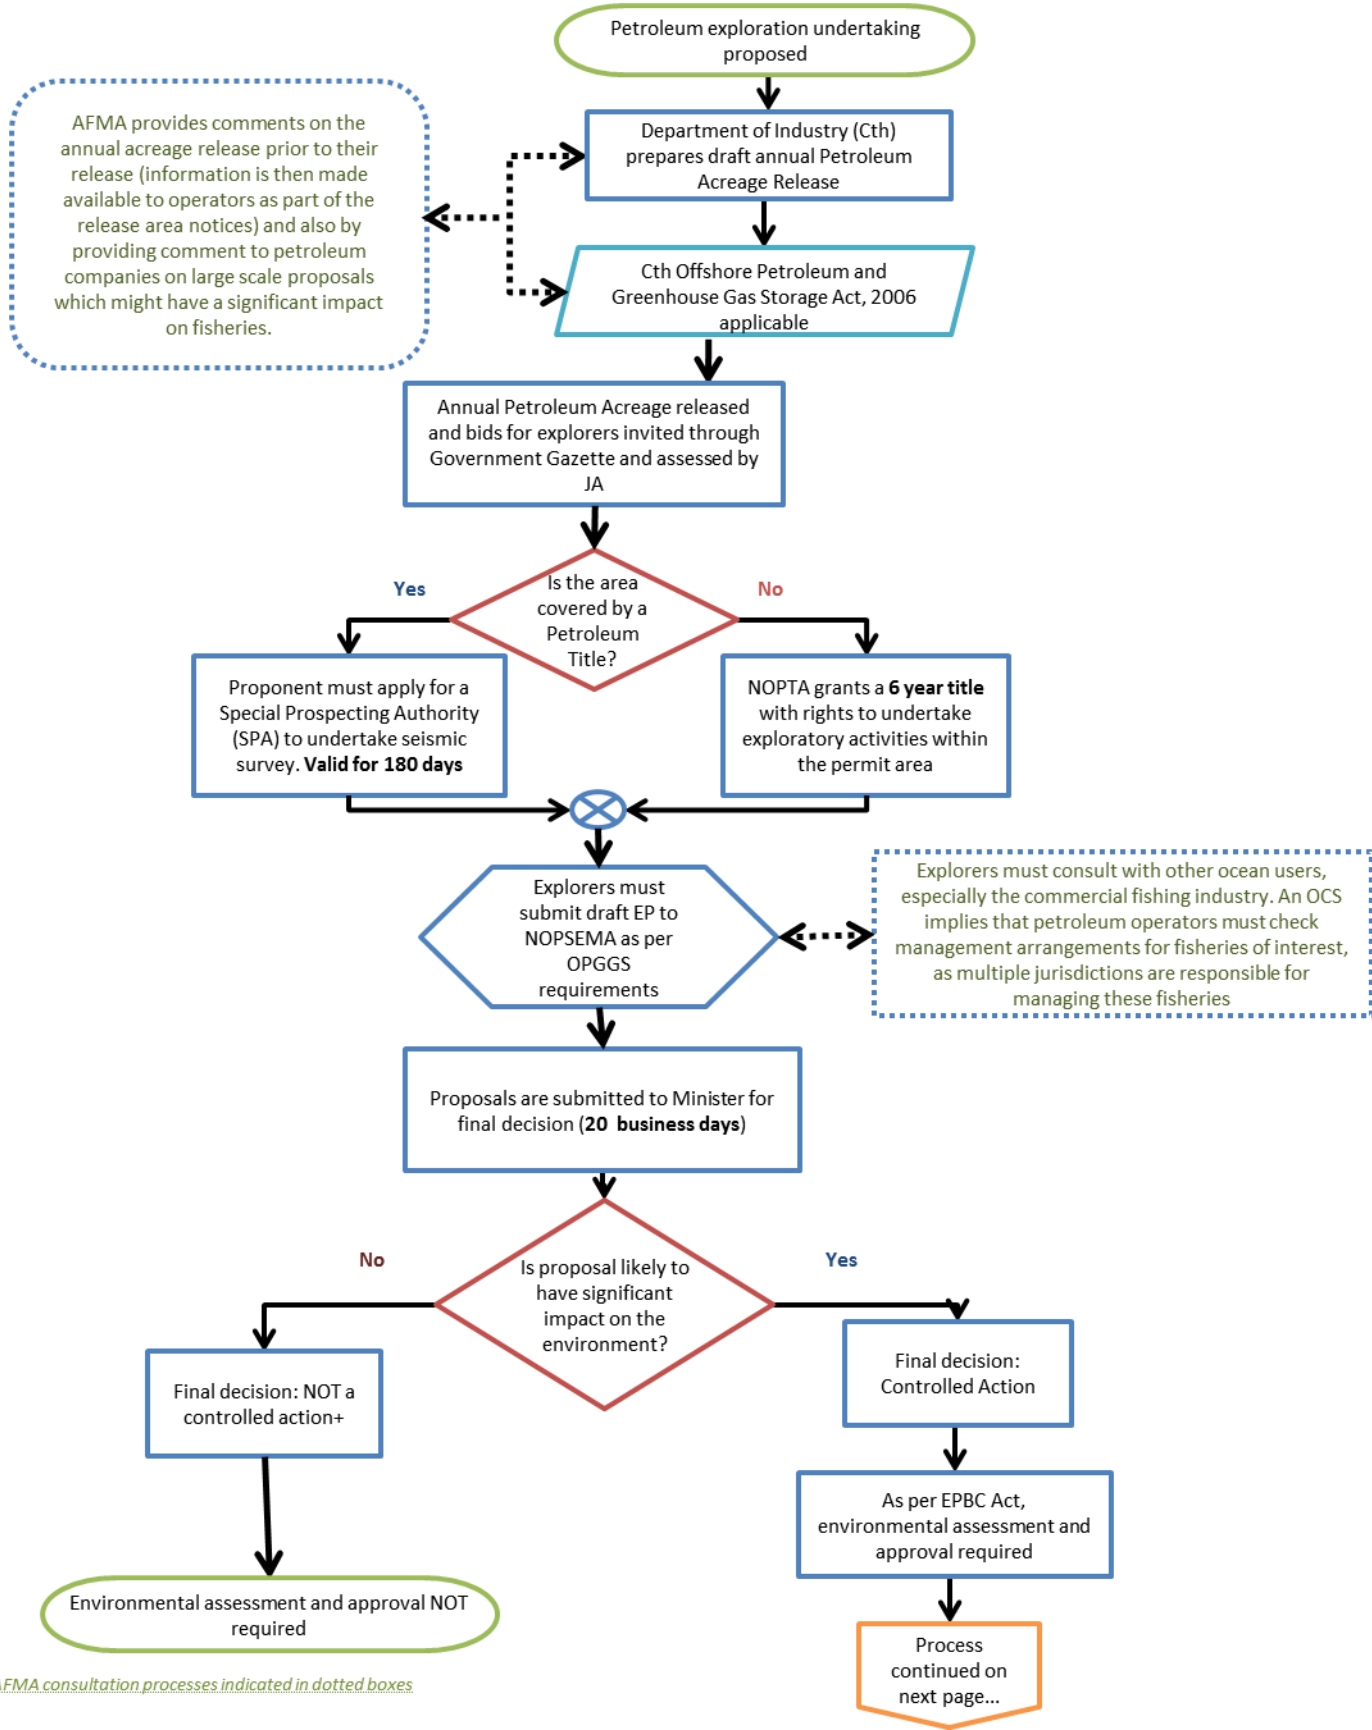 Petroleum exploration undertaking
proposed
AFMA provides comments on the
annual acreage release prior to their
release (information is then made
available to operators as part of the
release area notices) and also by
providing comment to petroleum
companies on large scale proposals
which might have a significant impact
on fisheries.
Department of Industry (Cth)
prepares draft annual Petroleum
Acreage Release
Cth Offshore Petroleum and
Greenhouse Gas Storage Act, 2006
applicable
Annual Petroleum Acreage released
and bids for explorers invited through
Government Gazette and assessed by
JA
Is the area
covered by a
Petroleum
Title?
Yes
No
Proponent must apply for a
Special Prospecting Authority
(SPA) to undertake seismic
survey. Valid for 180 days
NOPTA grants a 6 year title
with rights to undertake
exploratory activities within
the permit area
Explorers must
submit draft EP to
NOPSEMA as per
OPGGS
requirements
Explorers must consult with other ocean users,
especially the commercial fishing industry. An OCS
implies that petroleum operators must check
management arrangements for fisheries of interest,
as multiple jurisdictions are responsible for
managing these fisheries
Proposals are submitted to Minister for
final decision (20 business days)
Is proposal likely to
have significant
impact on the
environment?
No
Yes
Final decision: NOT a
controlled action+
Final decision:
Controlled Action
As per EPBC Act,
environmental assessment and
approval required
Environmental assessment and approval NOT
required
Process
continued on
next page...
AFMA consultation processes indicated in dotted boxes